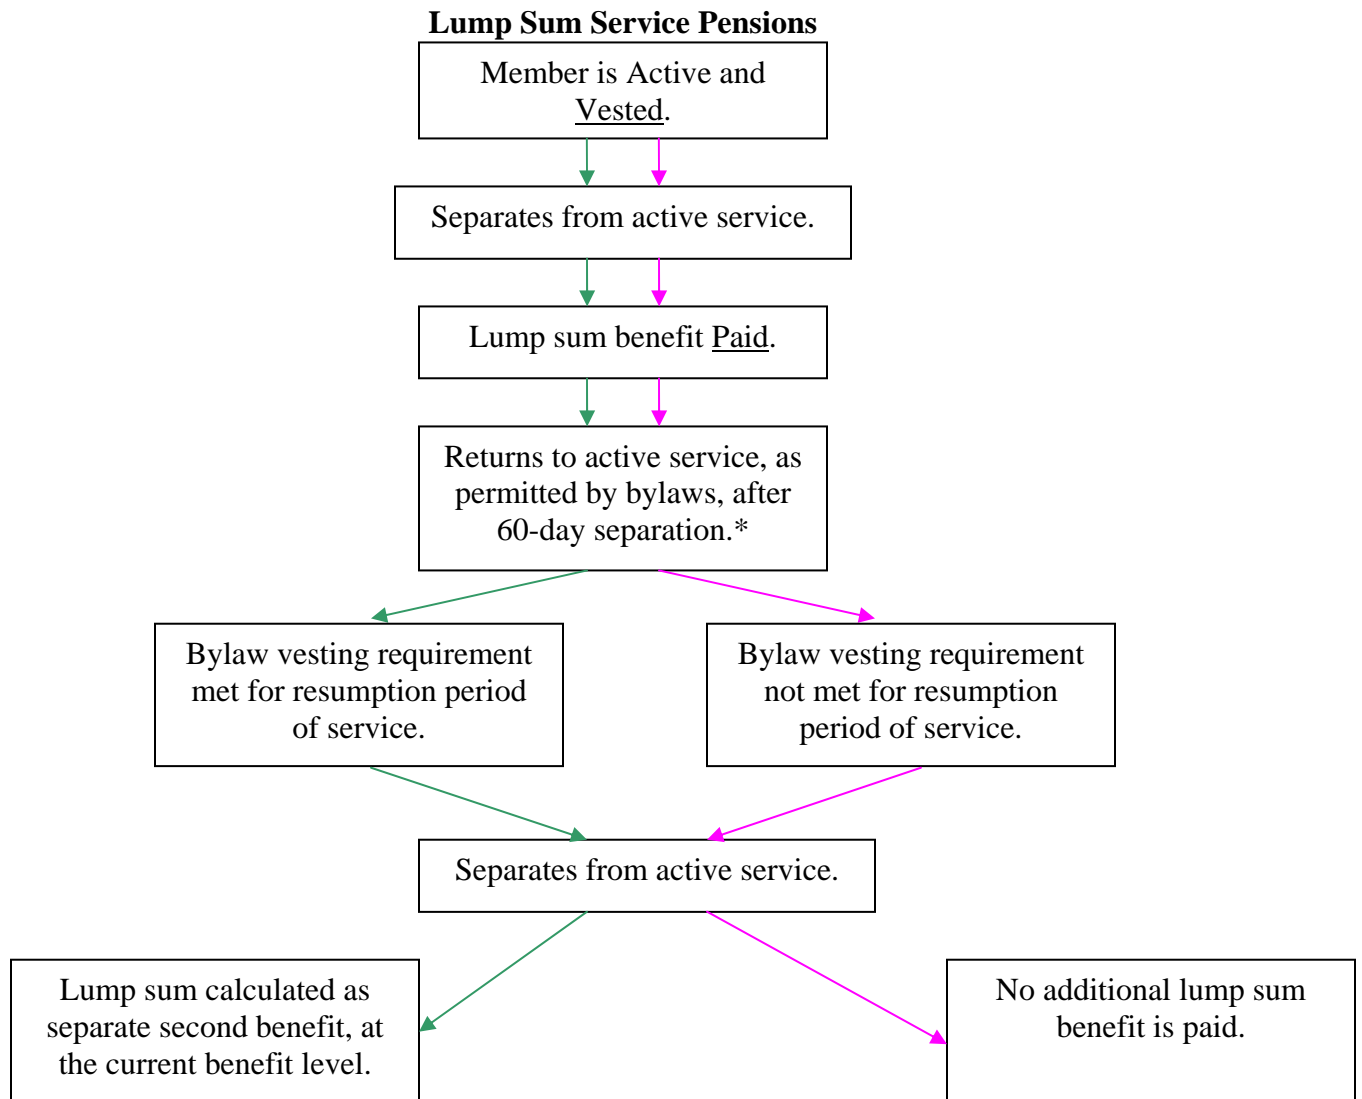 Lump Sum Service Pensions
Member is Active and
Vested.
Separates from active service.
Lump sum benefit Paid.
Returns to active service, as
permitted by bylaws, after
60-day separation.*
Bylaw vesting requirement
met for resumption period
of service.
Bylaw vesting requirement
not met for resumption
period of service.
Separates from active service.
Lump sum calculated as
separate second benefit, at
the current benefit level.
No additional lump sum
benefit is paid.